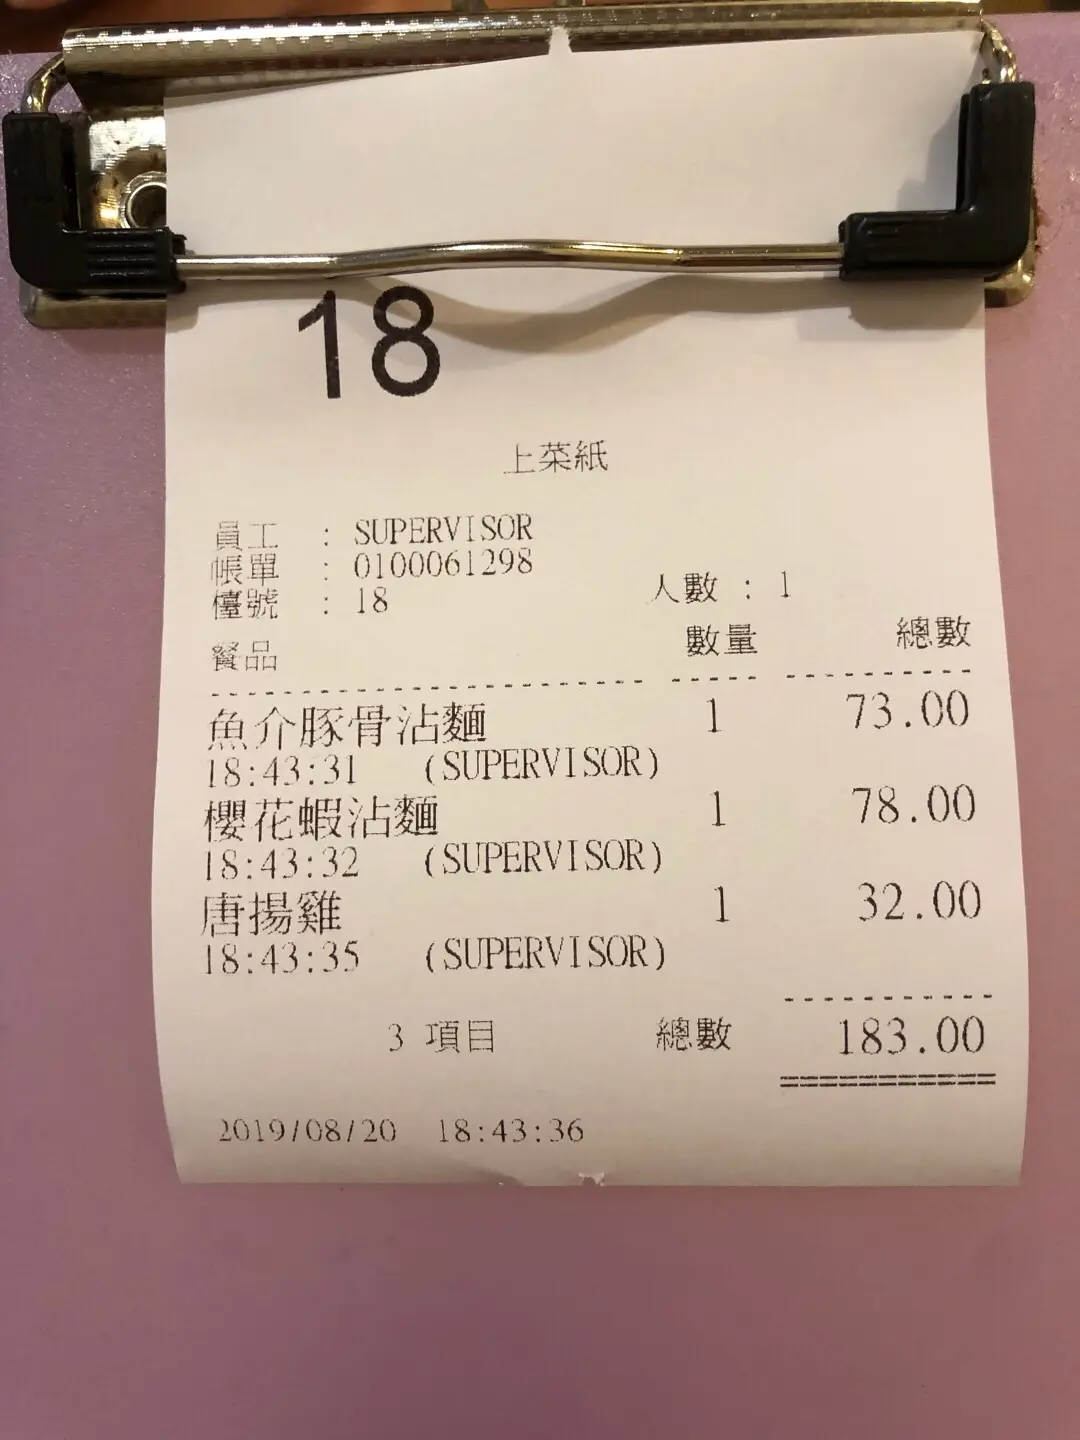 18
上菜紙
員工 : SUPERVISOR
帳單 : 0100061298
檯號 : 18 人數 : 1
餐品 數量 總數
魚介豚骨沾麵 1 73.00
18:43:31 (SUPERVISOR)
櫻花蝦沾麵 1 78.00
18:43:32 (SUPERVISOR)
唐揚雞 1 32.00
18:43:35 (SUPERVISOR)
3 項目 總數 183.00
2019/08/20 18:43:36